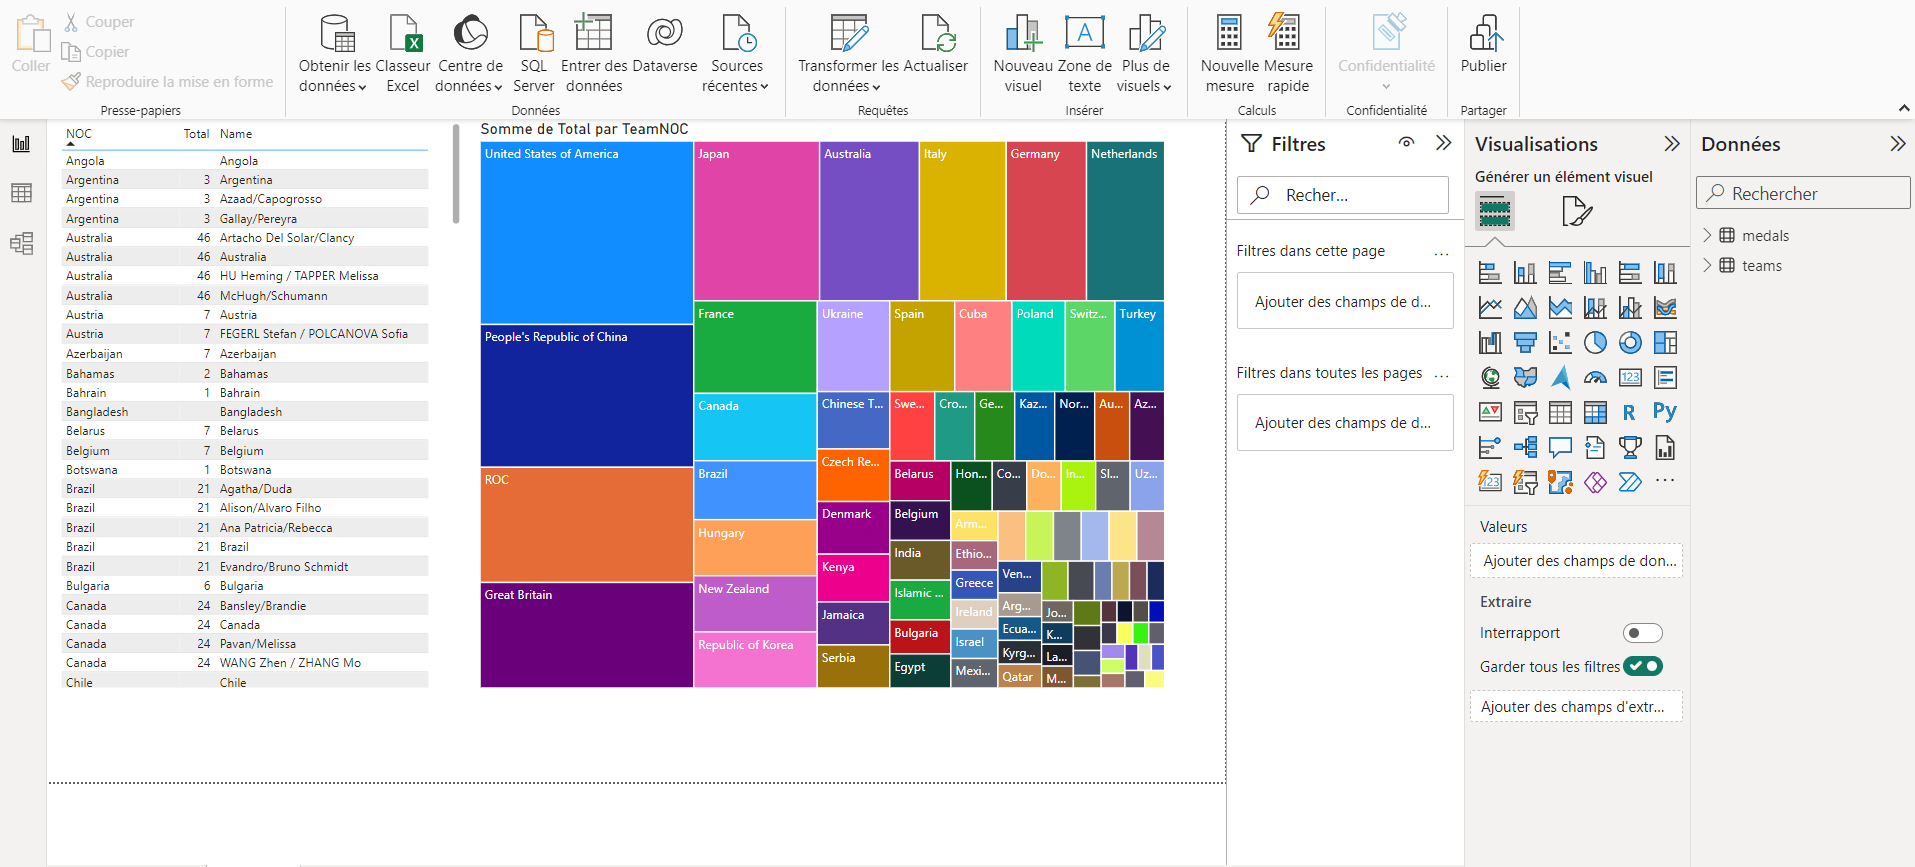 Coller
Couper
Copier
Reproduire la mise en forme
Presse-papiers
Obtenir les données
Classeur Excel
Centre de données
SQL Server
Entrer des données
Dataverse
Sources récentes
Données
Transformer les données
Actualiser
Requêtes
Nouveau visuel
Zone de texte
Plus de visuels
Insérer
Nouvelle mesure
Mesure rapide
Calculs
Confidentialité
Confidentialité
Publier
Partager
NOC Total Name
Angola Angola
Argentina 3 Argentina
Argentina 3 Azaad/Capogrosso
Argentina 3 Gallay/Pereyra
Australia 46 Artacho Del Solar/Clancy
Australia 46 Australia
Australia 46 HU Heming / TAPPER Melissa
Australia 46 McHugh/Schumann
Austria 7 Austria
Austria 7 FEGERL Stefan / POLCANOVA Sofia
Azerbaijan 7 Azerbaijan
Bahamas 2 Bahamas
Bahrain 1 Bahrain
Bangladesh Bangladesh
Belarus 7 Belarus
Belgium 7 Belgium
Botswana 1 Botswana
Brazil 21 Agatha/Duda
Brazil 21 Alison/Alvaro Filho
Brazil 21 Ana Patricia/Rebecca
Brazil 21 Brazil
Brazil 21 Evandro/Bruno Schmidt
Bulgaria 6 Bulgaria
Canada 24 Bansley/Brandie
Canada 24 Canada
Canada 24 Pavan/Melissa
Canada 24 WANG Zhen / ZHANG Mo
Chile Chile
Somme de Total par TeamNOC
United States of America
People's Republic of China
ROC
Great Britain
Japan
Australia
Italy
Germany
Netherlands
France
Canada
Brazil
Hungary
New Zealand
Republic of Korea
Ukraine
Spain
Cuba
Poland
Switz...
Turkey
Chinese T...
Czech Re...
Denmark
Kenya
Jamaica
Serbia
Swe...
Cro...
Ge...
Kaz...
Nor...
Au...
Az...
Belarus
Belgium
India
Islamic ...
Bulgaria
Egypt
Hon...
Co...
Do...
In...
Sl...
Uz...
Arm...
Ethio...
Greece
Ireland
Israel
Mexi...
Ven...
Arg...
Ecua...
Kyrg...
Qatar
Jo...
K...
La...
M...
Filtres
Recher...
Filtres dans cette page ...
Ajouter des champs de d...
Filtres dans toutes les pages ...
Ajouter des champs de d...
Visualisations
Générer un élément visuel
123
R
Py
123
...
Valeurs
Ajouter des champs de don...
Extraire
Interrapport
Garder tous les filtres
Ajouter des champs d'extr...
Données
Rechercher
medals
teams